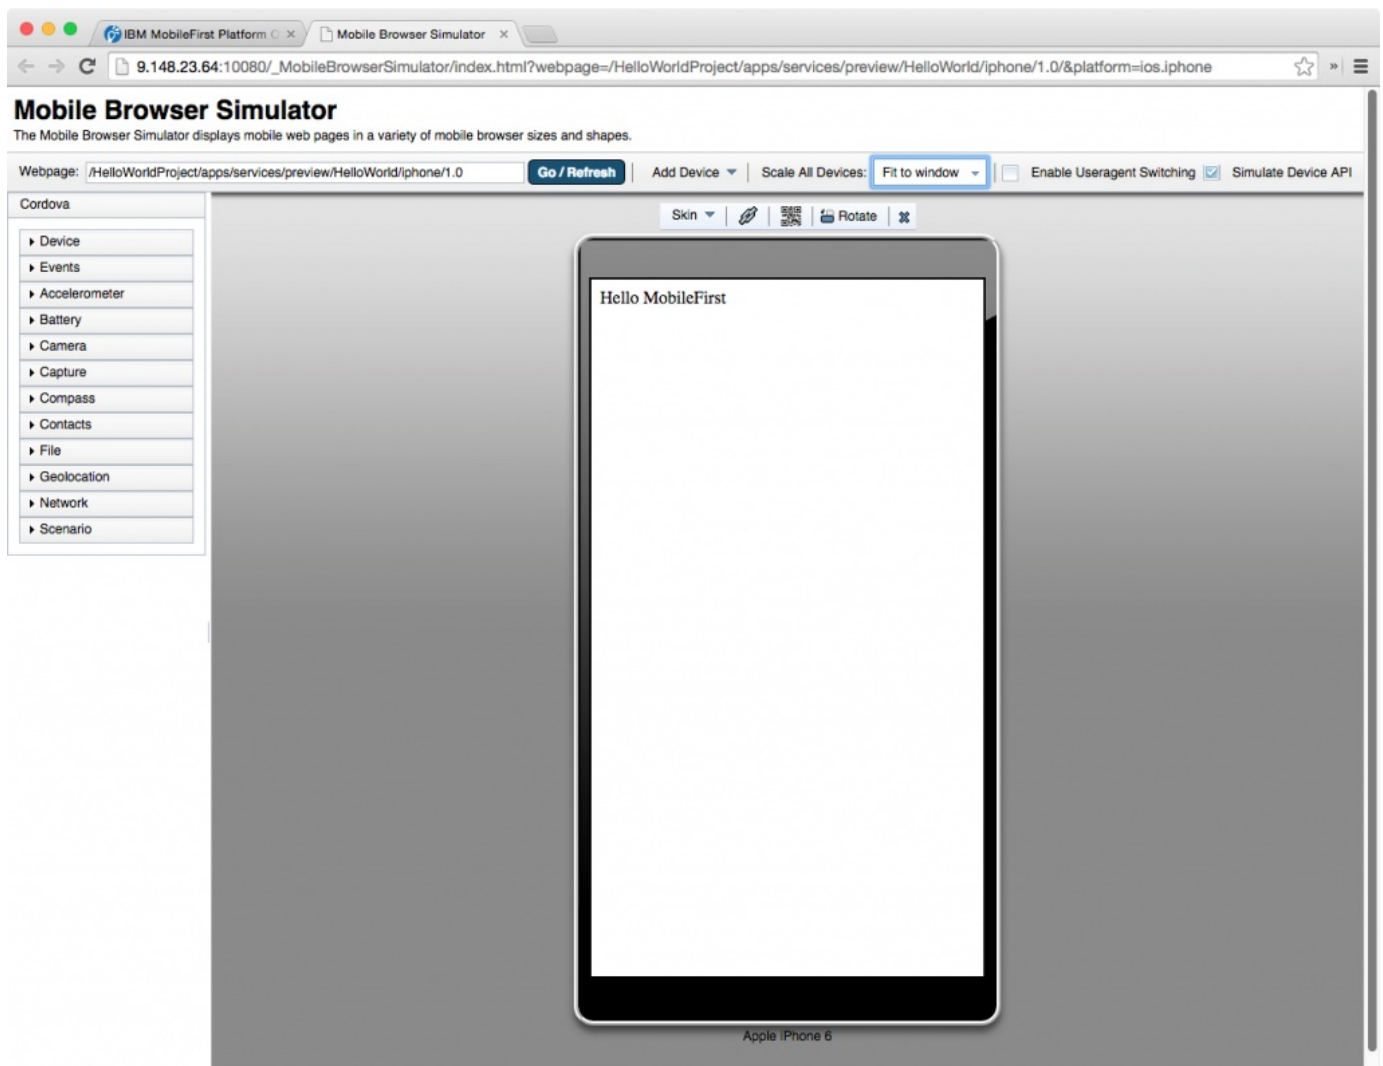 IBM MobileFirst Platform
Mobile Browser Simulator
9.148.23.64:10080/_MobileBrowserSimulator/index.html?webpage=/HelloWorldProject/apps/services/preview/HelloWorld/iphone/1.0/&platform=ios.iphone
Mobile Browser Simulator
The Mobile Browser Simulator displays mobile web pages in a variety of mobile browser sizes and shapes.
Webpage: /HelloWorldProject/apps/services/preview/HelloWorld/iphone/1.0 Go / Refresh Add Device Scale All Devices: Fit to window Enable Useragent Switching Simulate Device API
Cordova
Skin Rotate
Device
Events
Accelerometer
Battery
Camera
Capture
Compass
Contacts
File
Geolocation
Network
Scenario
Hello MobileFirst
Apple iPhone 6